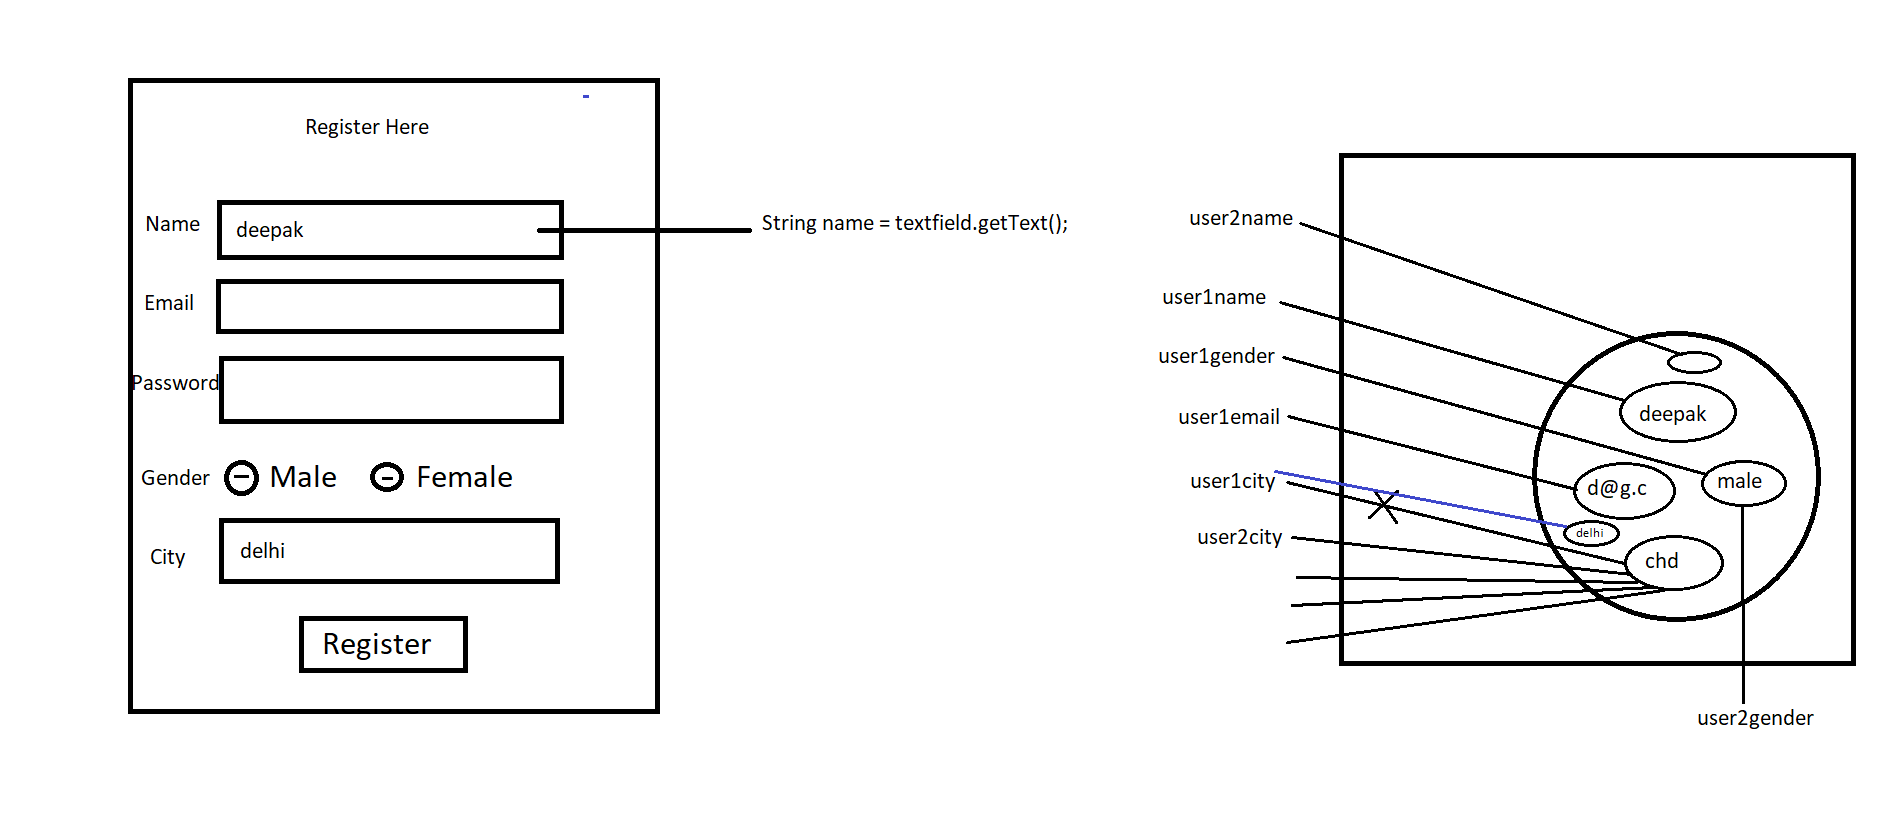 Register Here
Name
deepak
String name = textfield.getText();
Email
Password
Gender
Male
Female
City
delhi
Register
user2name
user1name
user1gender
user1email
user1city
user2city
deepak
d@g.c
male
delhi
chd
user2gender